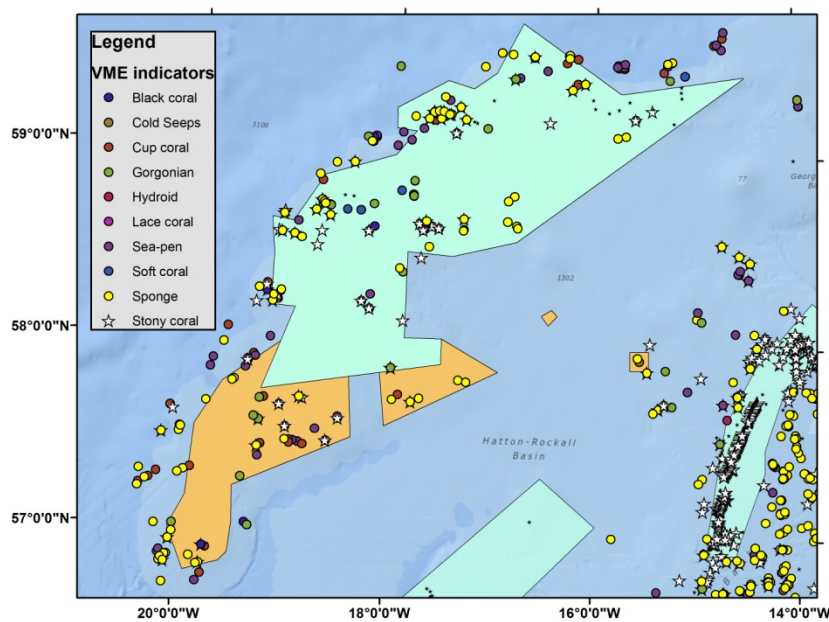 Legend
VME indicators
Black coral
Cold Seeps
Cup coral
Gorgonian
Hydroid
Lace coral
Sea-pen
Soft coral
Sponge
Stony coral
59°0'0"N
58°0'0"N
57°0'0"N
20°0'0"W
18°0'0"W
16°0'0"W
14°0'0"W
77
Georg
1302
Hatton-Rockall
Basin